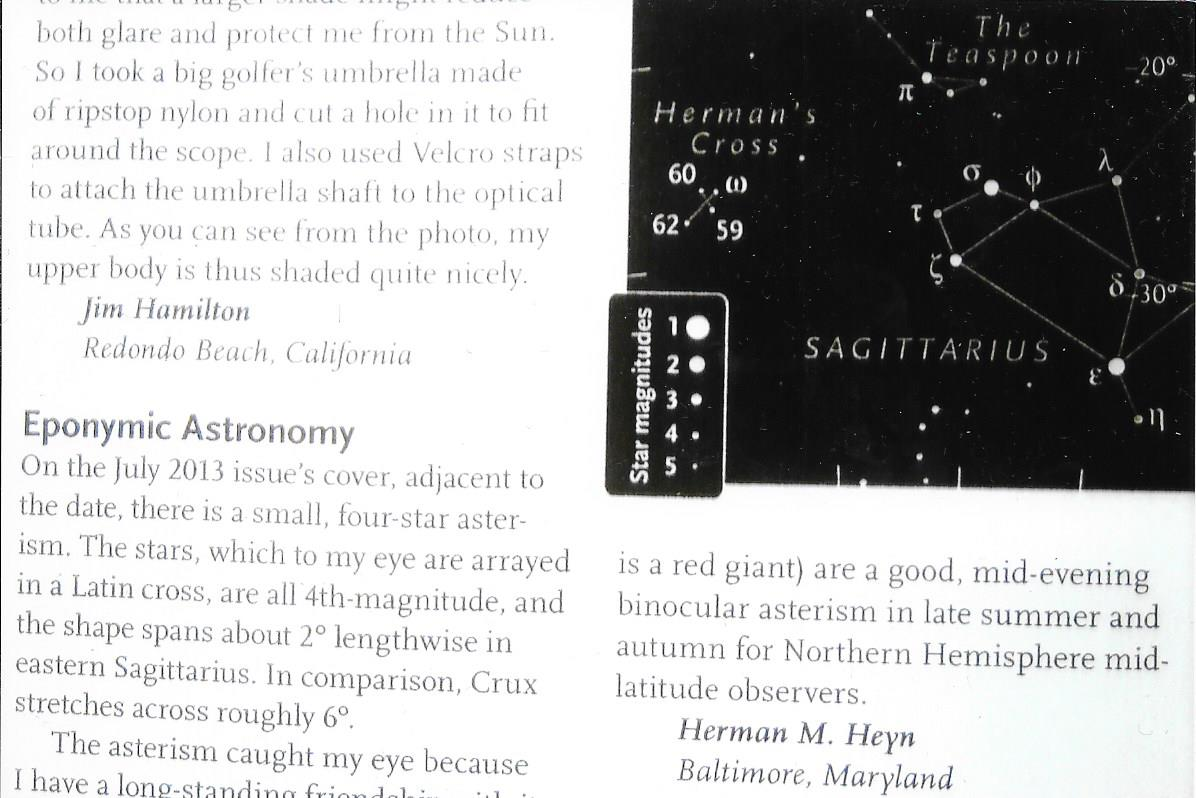 both glare and protect me from the Sun.
So I took a big golfer's umbrella made
of ripstop nylon and cut a hole in it to fit
around the scope. I also used Velcro straps
to attach the umbrella shaft to the optical
tube. As you can see from the photo, my
upper body is thus shaded quite nicely.
Jim Hamilton
Redondo Beach, California
Eponymic Astronomy
On the July 2013 issue's cover, adjacent to
the date, there is a small, four-star aster-
ism. The stars, which to my eye are arrayed
in a Latin cross, are all 4th-magnitude, and
the shape spans about 2° lengthwise in
eastern Sagittarius. In comparison, Crux
stretches across roughly 6°.
The asterism caught my eye because
I have a long-standing
The
Teaspoon
-20°
π
Herman's
Cross
60
ω
62
59
σ
φ
λ
τ
ζ
δ
-30°
SAGITTARIUS
ε
η
Star magnitudes
1
2
3
4
5
is a red giant) are a good, mid-evening
binocular asterism in late summer and
autumn for Northern Hemisphere mid-
latitude observers.
Herman M. Heyn
Baltimore, Maryland